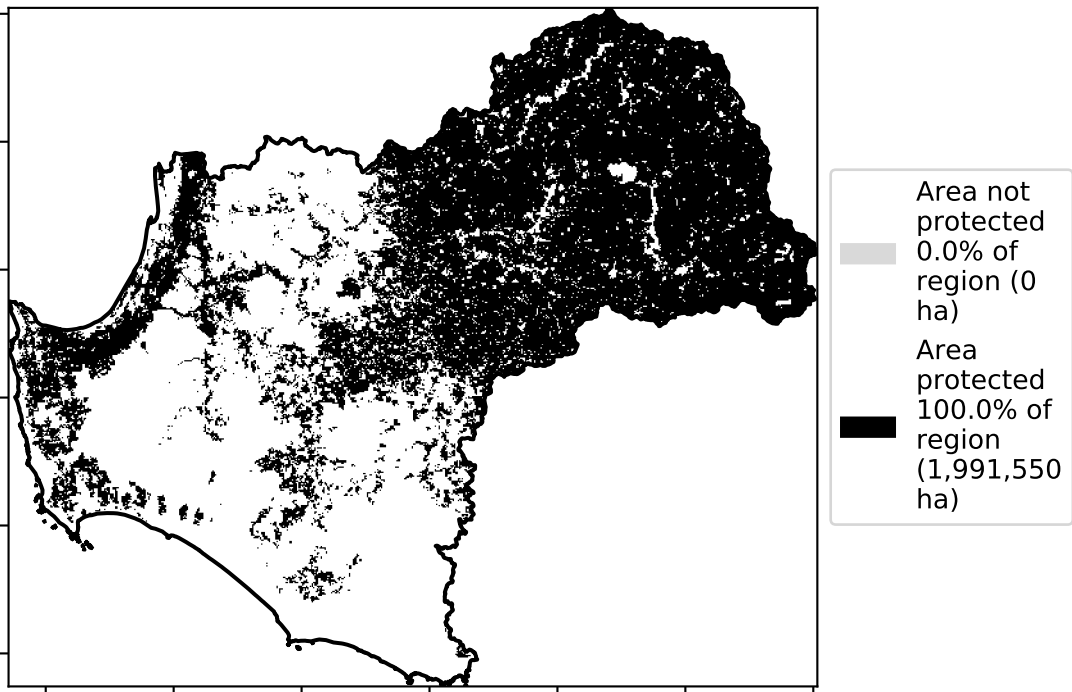 Area not
protected
0.0% of
region (0
ha)
Area
protected
100.0% of
region
(1,991,550
ha)